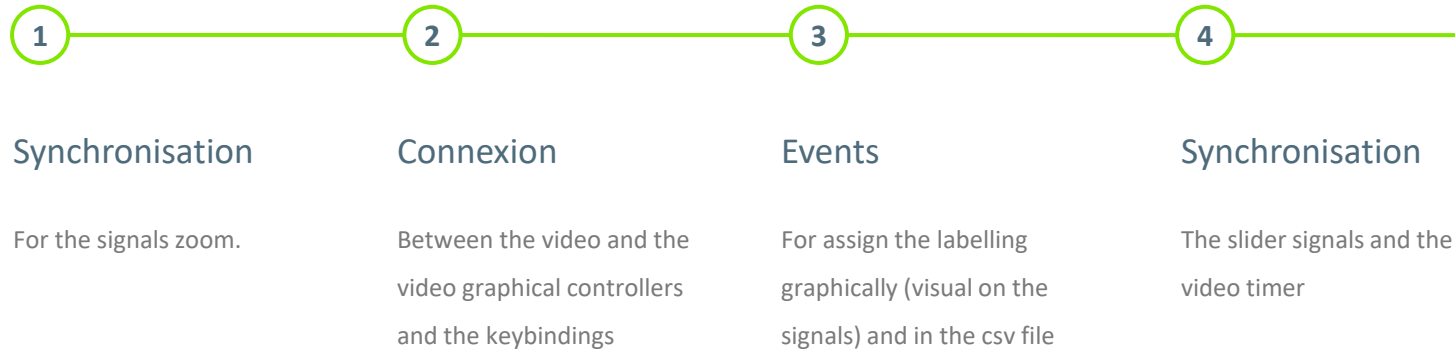 1
2
3
4
Synchronisation
For the signals zoom.
Connexion
Between the video and the
video graphical controllers
and the keybindings
Events
For assign the labelling
graphically (visual on the
signals) and in the csv file
Synchronisation
The slider signals and the
video timer